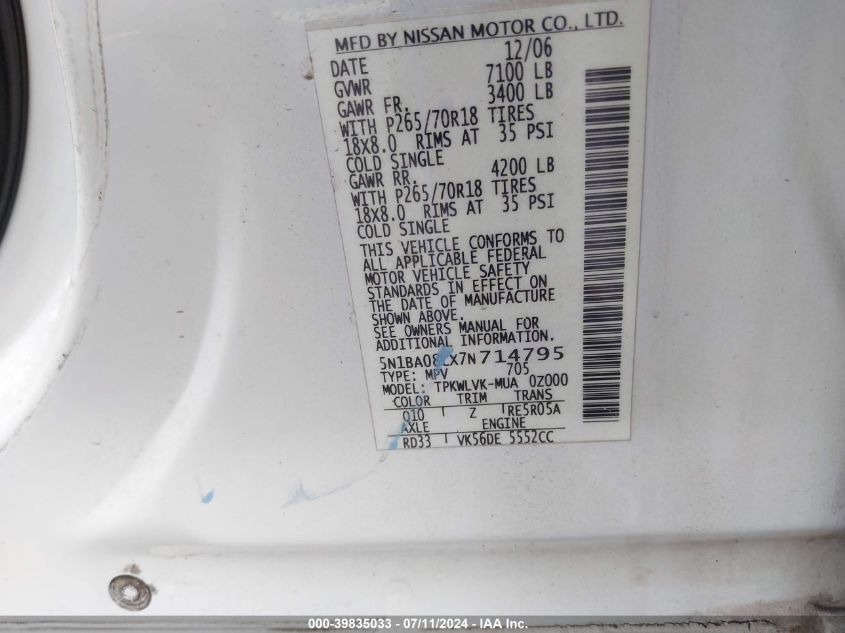 MFD BY NISSAN MOTOR CO., LTD.
DATE 12/06
GVWR 7100 LB
GAWR FR. 3400 LB
WITH P265/70R18 TIRES
18X8.0 RIMS AT 35 PSI
COLD SINGLE
GAWR RR. 4200 LB
WITH P265/70R18 TIRES
18X8.0 RIMS AT 35 PSI
COLD SINGLE
THIS VEHICLE CONFORMS TO
ALL APPLICABLE FEDERAL
MOTOR VEHICLE SAFETY
STANDARDS IN EFFECT ON
THE DATE OF MANUFACTURE
SHOWN ABOVE.
SEE OWNERS MANUAL FOR
ADDITIONAL INFORMATION.
5N1BA08CX7N714795
TYPE: MPV 705
MODEL: TPKWLVK-MUA 0Z000
COLOR TRIM TRANS
Q10 Z RE5R05A
AXLE ENGINE
RD33 VK56DE 5552CC
000-39835033 - 07/11/2024 - IAA Inc.